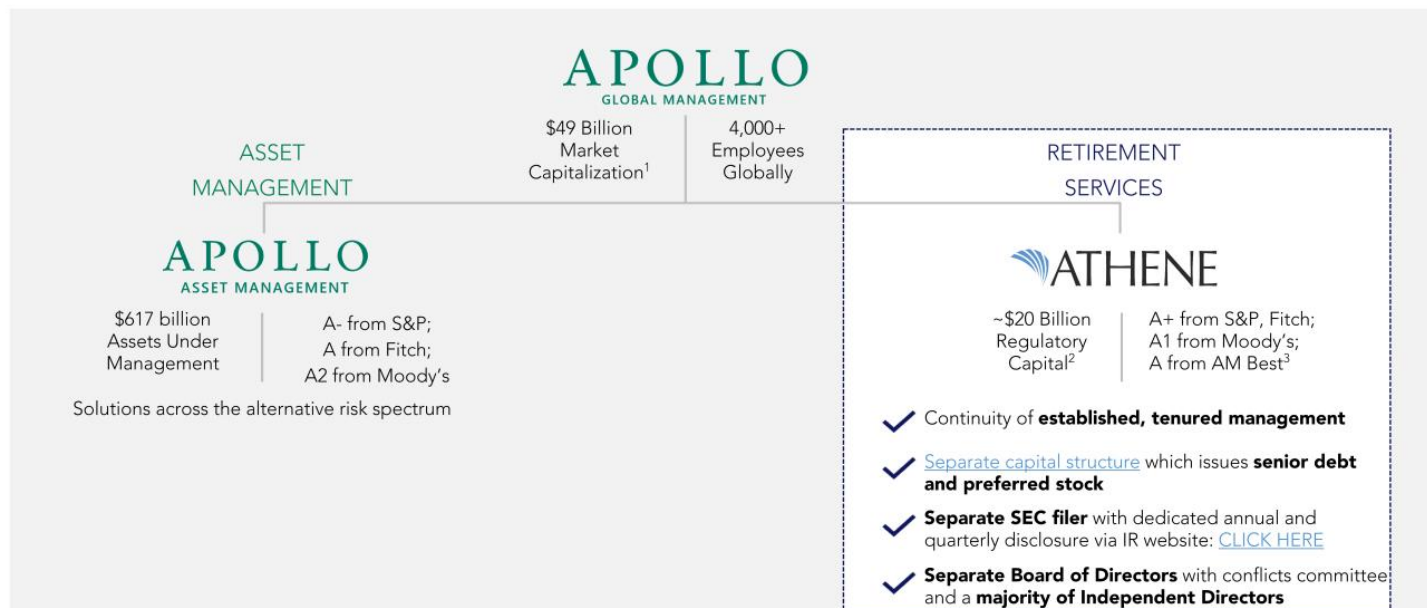 APOLLO
GLOBAL MANAGEMENT
$49 Billion
Market
Capitalization¹
4,000+
Employees
Globally
ASSET
MANAGEMENT
APOLLO
ASSET MANAGEMENT
$617 billion
Assets Under
Management
A- from S&P;
A from Fitch;
A2 from Moody's
Solutions across the alternative risk spectrum
RETIREMENT
SERVICES
ATHENE
~$20 Billion
Regulatory
Capital²
A+ from S&P, Fitch;
A1 from Moody's;
A from AM Best³
Continuity of established, tenured management
Separate capital structure which issues senior debt
and preferred stock
Separate SEC filer with dedicated annual and
quarterly disclosure via IR website: CLICK HERE
Separate Board of Directors with conflicts committee
and a majority of Independent Directors